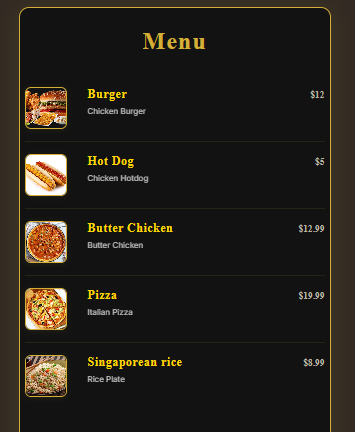 Menu
Burger $12
Chicken Burger
Hot Dog $5
Chicken Hotdog
Butter Chicken $12.99
Butter Chicken
Pizza $19.99
Italian Pizza
Singaporean rice $8.99
Rice Plate